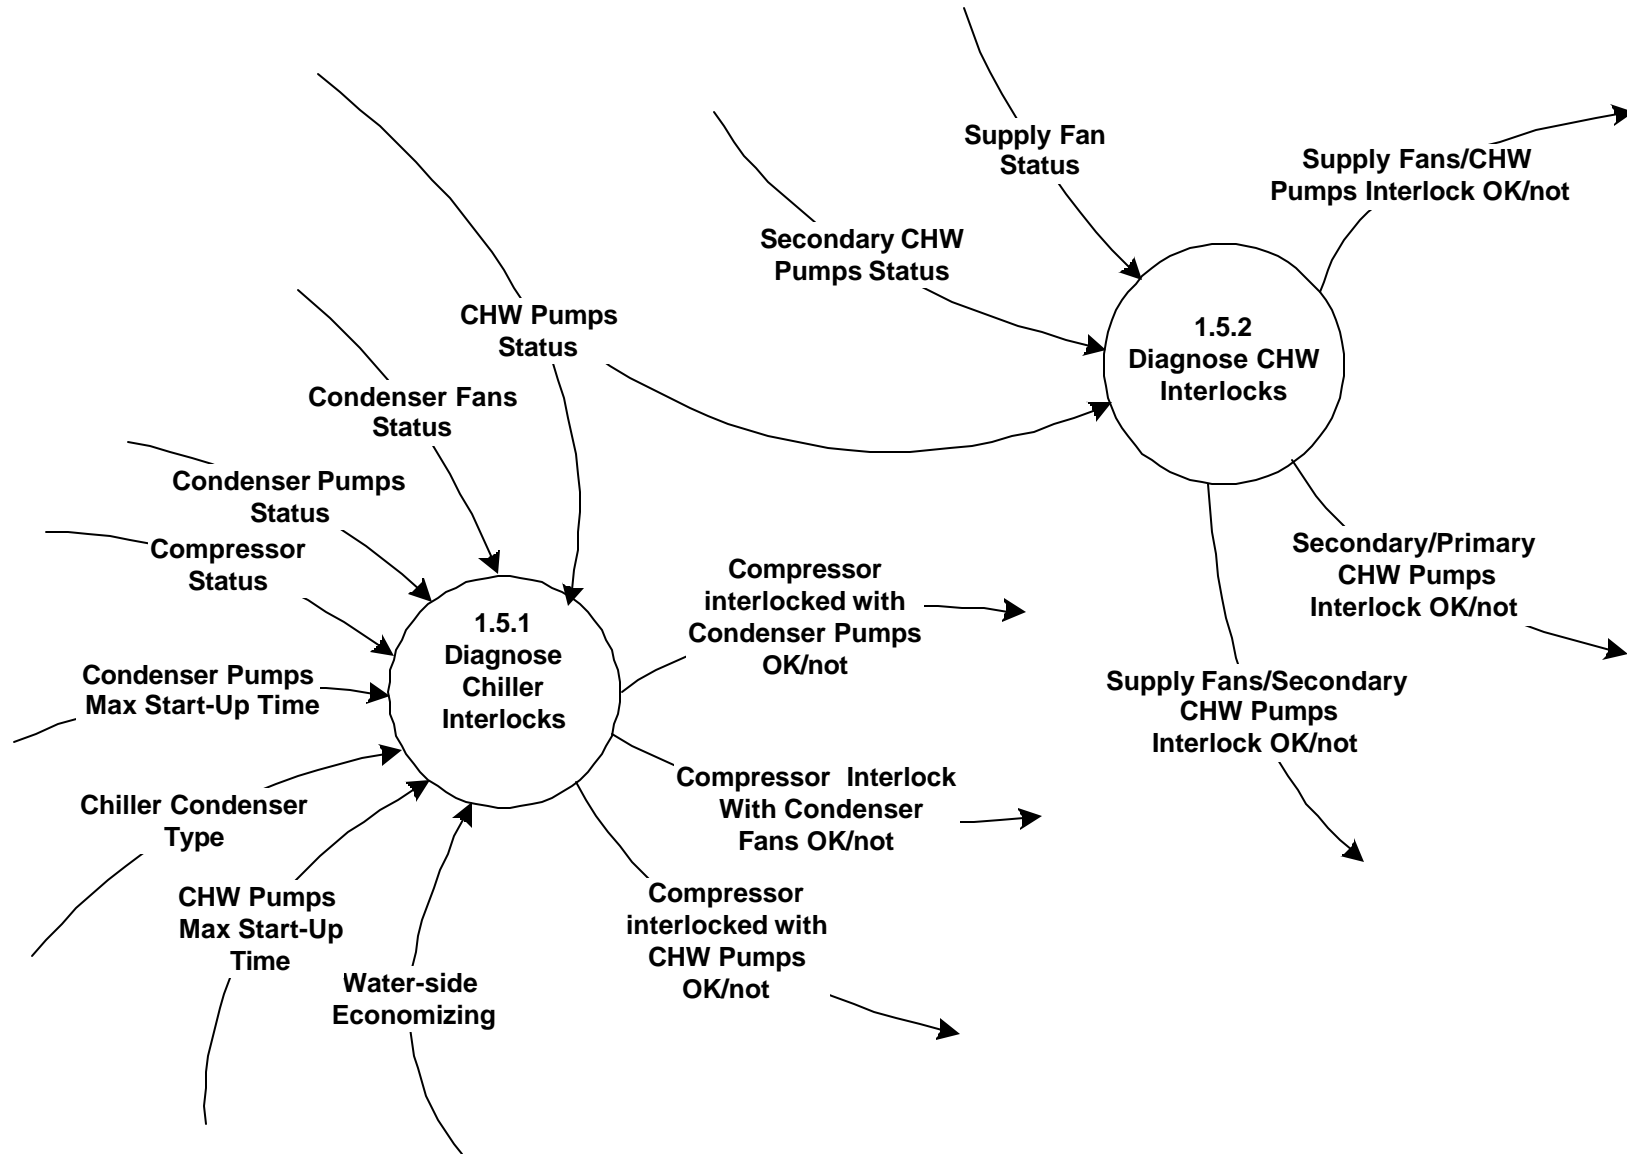 Supply Fan
Status
Supply Fans/CHW
Pumps Interlock OK/not
Secondary CHW
Pumps Status
CHW Pumps
Status
1.5.2
Diagnose CHW
Interlocks
Condenser Fans
Status
Condenser Pumps
Status
Compressor
Status
Secondary/Primary
CHW Pumps
Interlock OK/not
Compressor
interlocked with
Condenser Pumps
OK/not
1.5.1
Diagnose
Chiller
Interlocks
Condenser Pumps
Max Start-Up Time
Supply Fans/Secondary
CHW Pumps
Interlock OK/not
Compressor Interlock
With Condenser
Fans OK/not
Chiller Condenser
Type
CHW Pumps
Max Start-Up
Time
Compressor
interlocked with
CHW Pumps
OK/not
Water-side
Economizing